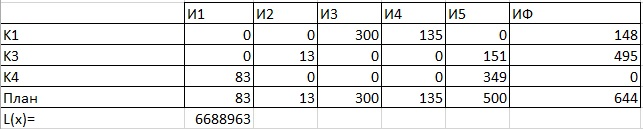 И1 И2 И3 И4 И5 ИФ
К1 0 0 300 135 0 148
К3 0 13 0 0 151 495
К4 83 0 0 0 349 0
План 83 13 300 135 500 644
L(x)= 6688963